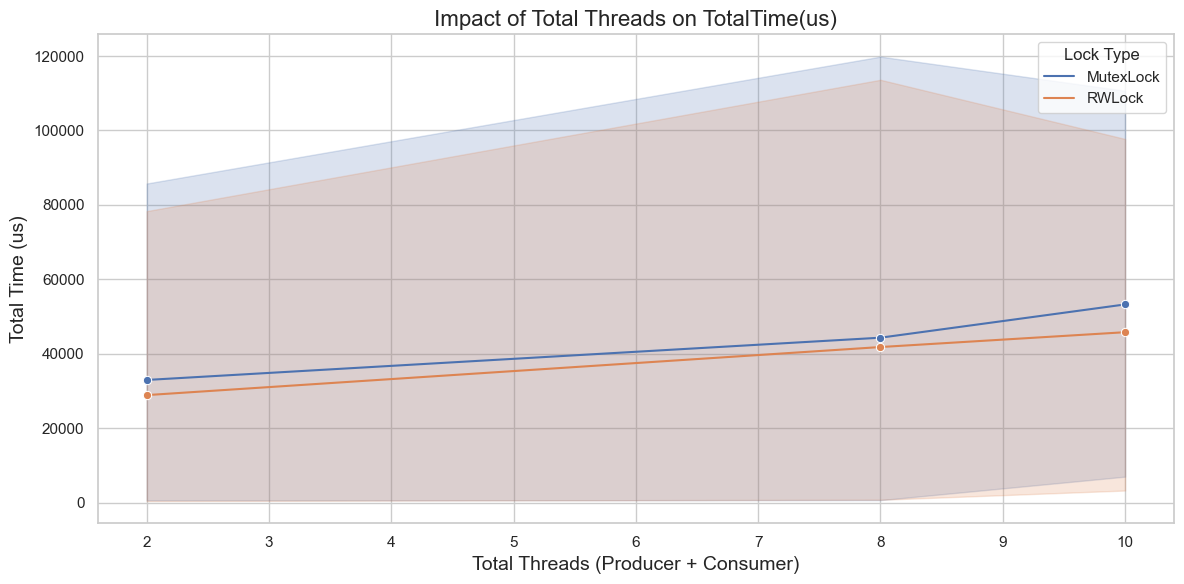 Impact of Total Threads on TotalTime(us)
Total Time (us)
120000
100000
80000
60000
40000
20000
0
Lock Type
MutexLock
RWLock
2 3 4 5 6 7 8 9 10
Total Threads (Producer + Consumer)